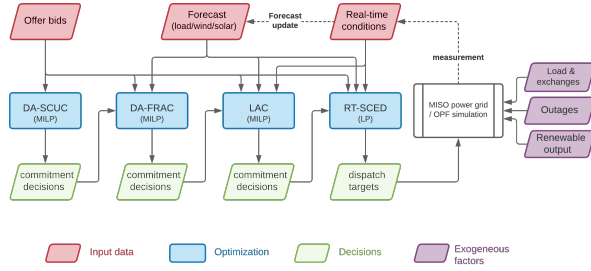 Offer bids
Forecast
(load/wind/solar)
Forecast
update
Real-time
conditions
measurement
DA-SCUC
(MILP)
DA-FRAC
(MILP)
LAC
(MILP)
RT-SCED
(LP)
MISO power grid
/ OPF simulation
Load &
exchanges
Outages
Renewable
output
commitment
decisions
commitment
decisions
commitment
decisions
dispatch
targets
Input data
Optimization
Decisions
Exogeneous
factors